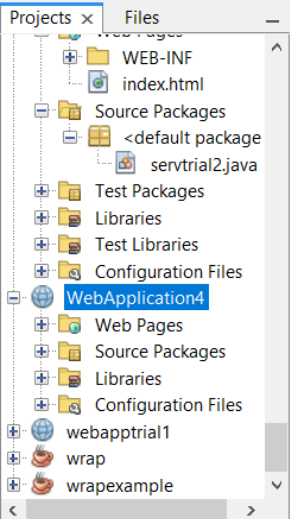 Projects
Files
Web Pages
WEB-INF
index.html
Source Packages
<default package
servtrial2.java
Test Packages
Libraries
Test Libraries
Configuration Files
WebApplication4
Web Pages
Source Packages
Libraries
Configuration Files
webapptrial1
wrap
wrapexample